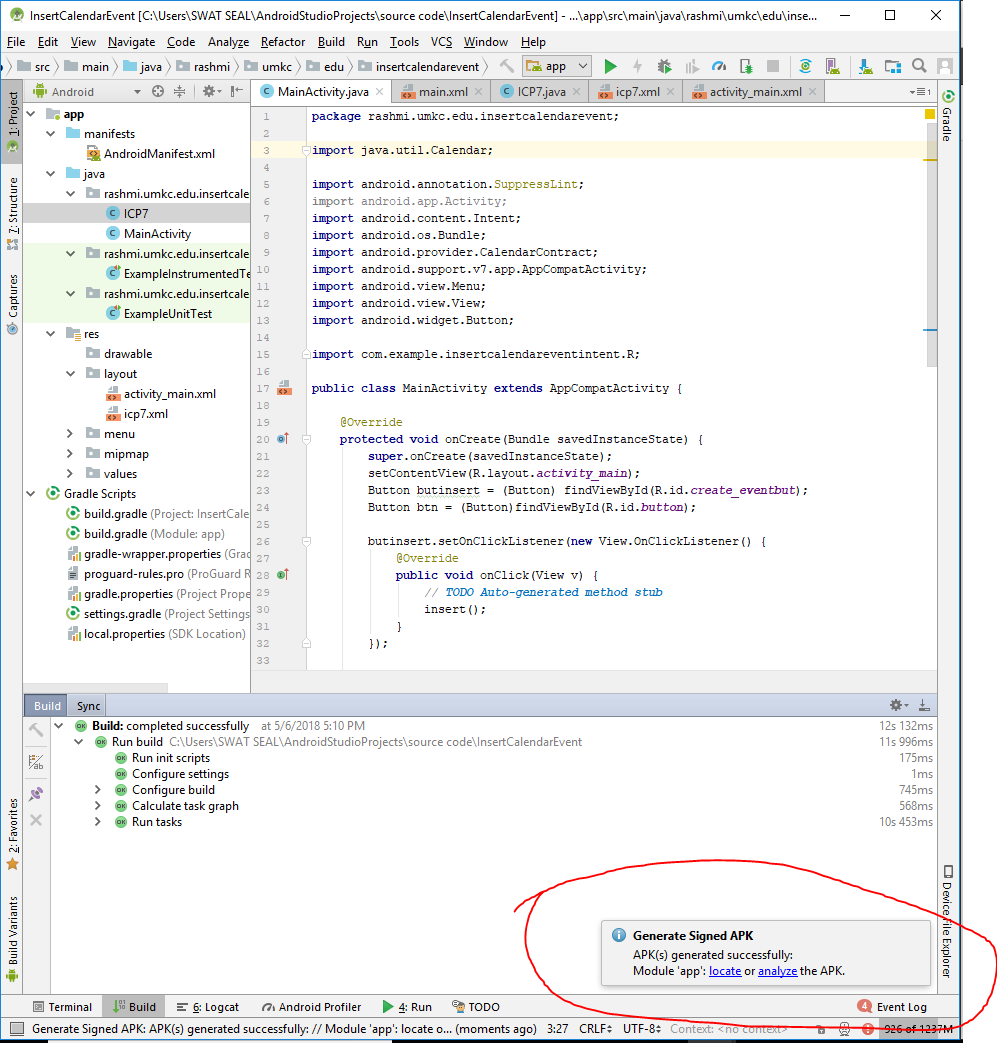 InsertCalendarEvent [C:\Users\SWAT SEAL\AndroidStudioProjects\source code\InsertCalendarEvent] - ...\app\src\main\java\rashmi\umkc\edu\inse...
File Edit View Navigate Code Analyze Refactor Build Run Tools VCS Window Help
src main java rashmi umkc edu insertcalendarevent app
1: Project
Z: Structure
Captures
2: Favorites
Build Variants
Android
app
manifests
AndroidManifest.xml
java
rashmi.umkc.edu.insertcale
ICP7
MainActivity
rashmi.umkc.edu.insertcale
ExampleInstrumentedTe
rashmi.umkc.edu.insertcale
ExampleUnitTest
res
drawable
layout
activity_main.xml
icp7.xml
menu
mipmap
values
Gradle Scripts
build.gradle (Project: InsertCale
build.gradle (Module: app)
gradle-wrapper.properties (Grad
proguard-rules.pro (ProGuard R
gradle.properties (Project Prope
settings.gradle (Project Settings
local.properties (SDK Location)
MainActivity.java main.xml ICP7.java icp7.xml activity_main.xml 1
1 package rashmi.umkc.edu.insertcalendarevent;
2
3 import java.util.Calendar;
4
5 import android.annotation.SuppressLint;
6 import android.app.Activity;
7 import android.content.Intent;
8 import android.os.Bundle;
9 import android.provider.CalendarContract;
10 import android.support.v7.app.AppCompatActivity;
11 import android.view.Menu;
12 import android.view.View;
13 import android.widget.Button;
14
15 import com.example.insertcalendareventintent.R;
16
17 public class MainActivity extends AppCompatActivity {
18
19 @Override
20 protected void onCreate(Bundle savedInstanceState) {
21 super.onCreate(savedInstanceState);
22 setContentView(R.layout.activity_main);
23 Button butinsert = (Button) findViewById(R.id.create_eventbut);
24 Button btn = (Button)findViewById(R.id.button);
25
26 butinsert.setOnClickListener(new View.OnClickListener() {
27 @Override
28 public void onClick(View v) {
29 // TODO Auto-generated method stub
30 insert();
31 }
32 });
33
Gradle
Device File Explorer
Build Sync
Build: completed successfully at 5/6/2018 5:10 PM 12s 132ms
Run build C:\Users\SWAT SEAL\AndroidStudioProjects\source code\InsertCalendarEvent 11s 996ms
Run init scripts 175ms
Configure settings 1ms
Configure build 745ms
Calculate task graph 568ms
Run tasks 10s 453ms
Generate Signed APK
APK(s) generated successfully:
Module 'app': locate or analyze the APK.
Terminal Build 6: Logcat Android Profiler 4: Run TODO 4 Event Log
Generate Signed APK: APK(s) generated successfully: // Module 'app': locate o... (moments ago) 3:27 CRLF UTF-8 Context: <no context> 926 of 1237M